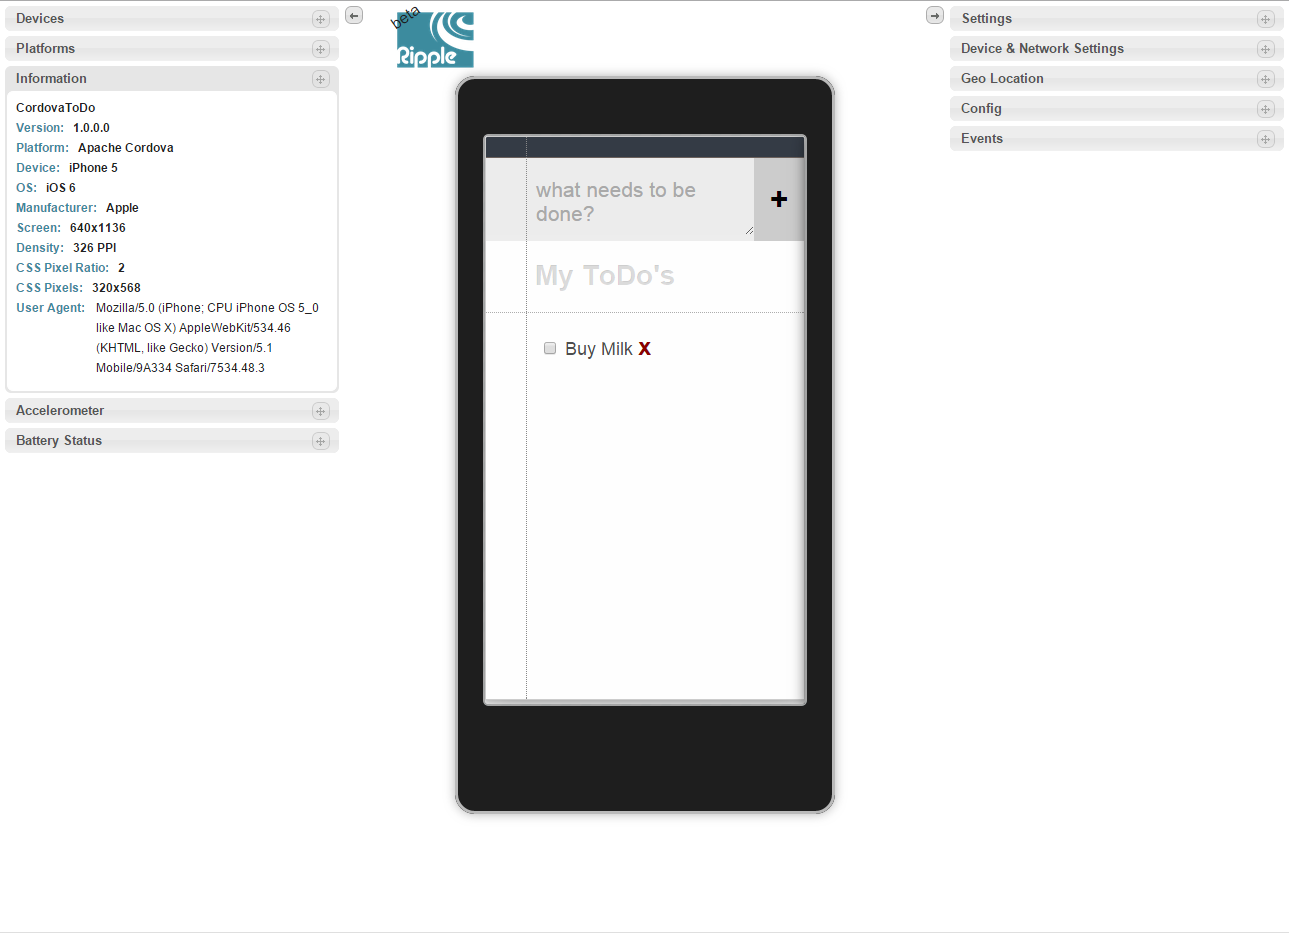 Devices
Platforms
Information
CordovaToDo
Version: 1.0.0.0
Platform: Apache Cordova
Device: iPhone 5
OS: iOS 6
Manufacturer: Apple
Screen: 640x1136
Density: 326 PPI
CSS Pixel Ratio: 2
CSS Pixels: 320x568
User Agent: Mozilla/5.0 (iPhone; CPU iPhone OS 5_0
like Mac OS X) AppleWebKit/534.46
(KHTML, like Gecko) Version/5.1
Mobile/9A334 Safari/7534.48.3
Accelerometer
Battery Status
beta
Ripple
what needs to be
done?
+
My ToDo's
Buy Milk X
Settings
Device & Network Settings
Geo Location
Config
Events